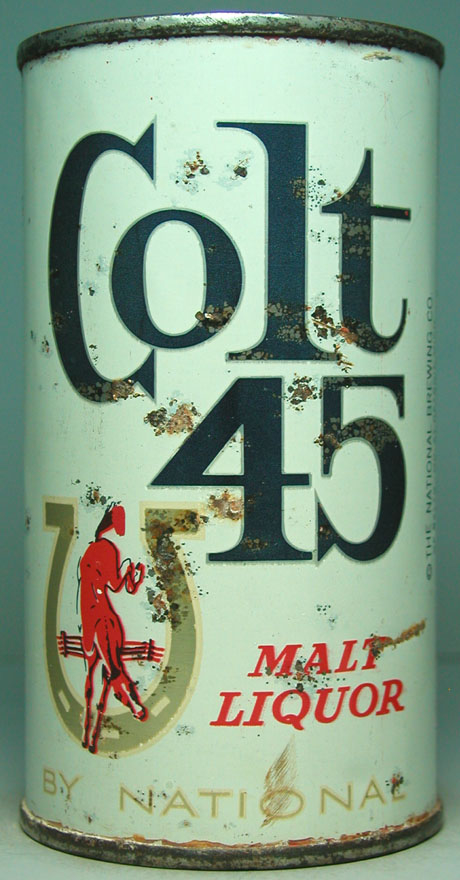 Colt
45
MALT
LIQUOR
BY NATIONAL
© THE NATIONAL BREWING CO